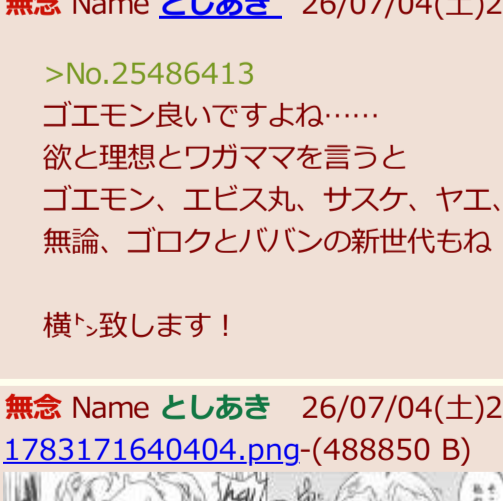 無念 Name としあき 26/07/04(土)2
>No.25486413
ゴエモン良いですよね……
欲と理想とワガママを言うと
ゴエモン、エビス丸、サスケ、ヤエ、
無論、ゴロクとババンの新世代もね
横㌧致します！
無念 Name としあき 26/07/04(土)2
1783171640404.png-(488850 B)